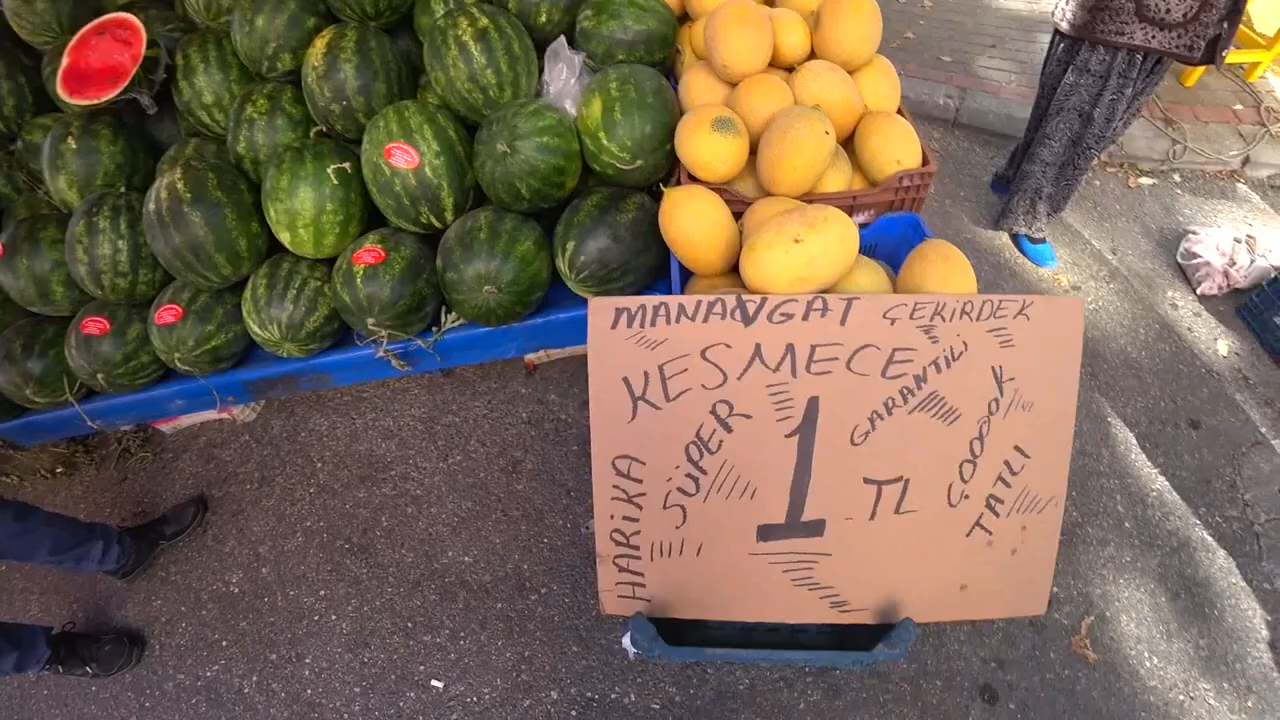 MANAVGAT ÇEKİRDEK
KESMECE
GARANTİLİ
HARİKA
SÜPER
1 TL
ÇOOOOK
TATLI